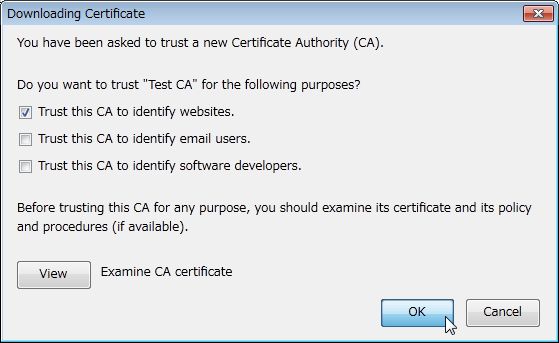 Downloading Certificate
You have been asked to trust a new Certificate Authority (CA).
Do you want to trust "Test CA" for the following purposes?
Trust this CA to identify websites.
Trust this CA to identify email users.
Trust this CA to identify software developers.
Before trusting this CA for any purpose, you should examine its certificate and its policy
and procedures (if available).
View Examine CA certificate
OK Cancel